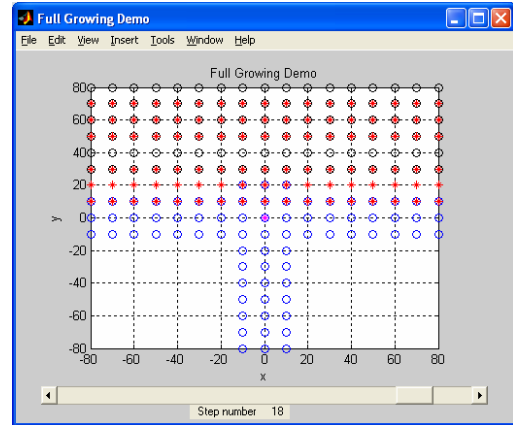 Full Growing Demo
File Edit View Insert Tools Window Help
Full Growing Demo
80
60
40
20
0
-20
-40
-60
-80
y
-80 -60 -40 -20 0 20 40 60 80
x
Step number 18